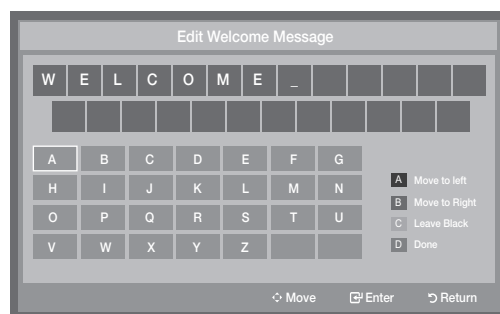 Edit Welcome Message
W E L C O M E _
A B C D E F G
H I J K L M N
O P Q R S T U
V W X Y Z
A Move to left
B Move to Right
C Leave Black
D Done
Move Enter Return